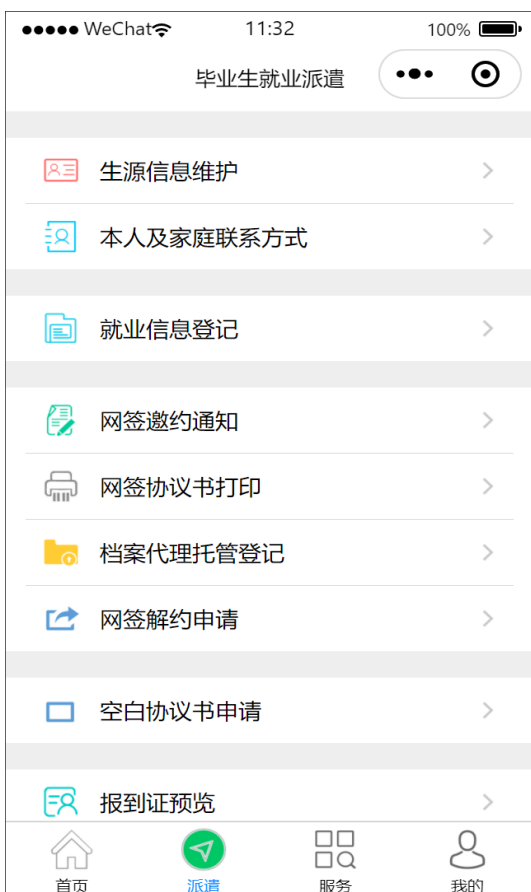 WeChat 11:32 100%
毕业生就业派遣
生源信息维护
本人及家庭联系方式
就业信息登记
网签邀约通知
网签协议书打印
档案代理托管登记
网签解约申请
空白协议书申请
报到证预览
首页 派遣 服务 我的